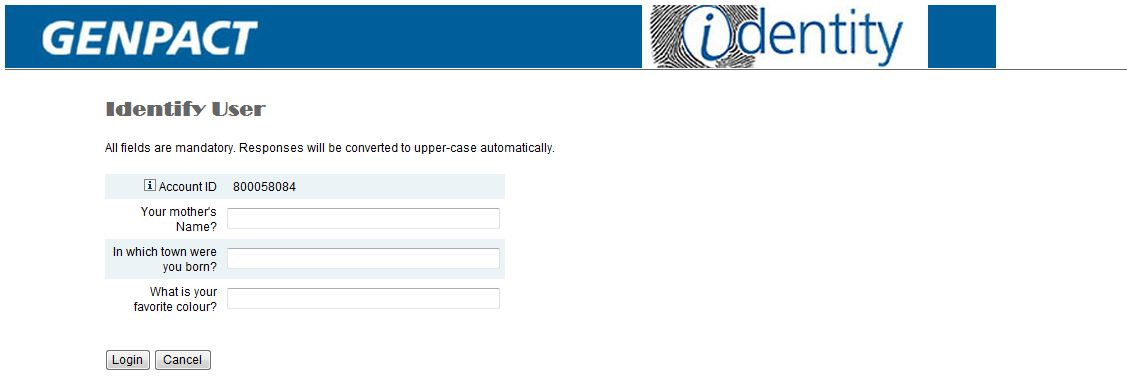 GENPACT
identity
Identify User
All fields are mandatory. Responses will be converted to upper-case automatically.
i Account ID 800058084
Your mother's
Name?
In which town were
you born?
What is your
favorite colour?
Login Cancel